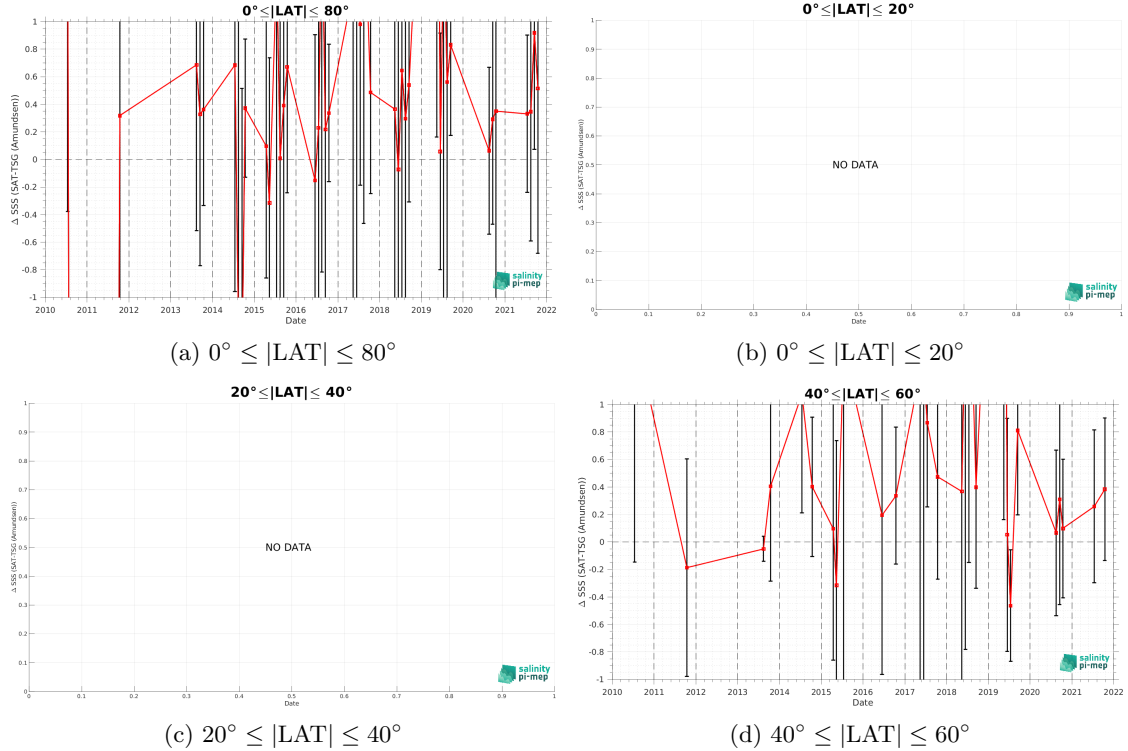 0°≤|LAT|≤ 80°
Δ SSS (SAT-TSG (Amundsen))
1
0.8
0.6
0.4
0.2
0
-0.2
-0.4
-0.6
-0.8
-1
2010 2011 2012 2013 2014 2015 2016 2017 2018 2019 2020 2021 2022
Date
salinity
pi-mep
(a) 0° ≤ |LAT| ≤ 80°
0°≤|LAT|≤ 20°
Δ SSS (SAT-TSG (Amundsen))
1
0.9
0.8
0.7
0.6
0.5
0.4
0.3
0.2
0.1
0
NO DATA
0 0.1 0.2 0.3 0.4 0.5 0.6 0.7 0.8 0.9 1
Date
salinity
pi-mep
(b) 0° ≤ |LAT| ≤ 20°
20°≤|LAT|≤ 40°
Δ SSS (SAT-TSG (Amundsen))
1
0.9
0.8
0.7
0.6
0.5
0.4
0.3
0.2
0.1
0
NO DATA
0 0.1 0.2 0.3 0.4 0.5 0.6 0.7 0.8 0.9 1
Date
salinity
pi-mep
(c) 20° ≤ |LAT| ≤ 40°
40°≤|LAT|≤ 60°
Δ SSS (SAT-TSG (Amundsen))
1
0.8
0.6
0.4
0.2
0
-0.2
-0.4
-0.6
-0.8
-1
2010 2011 2012 2013 2014 2015 2016 2017 2018 2019 2020 2021 2022
Date
salinity
pi-mep
(d) 40° ≤ |LAT| ≤ 60°